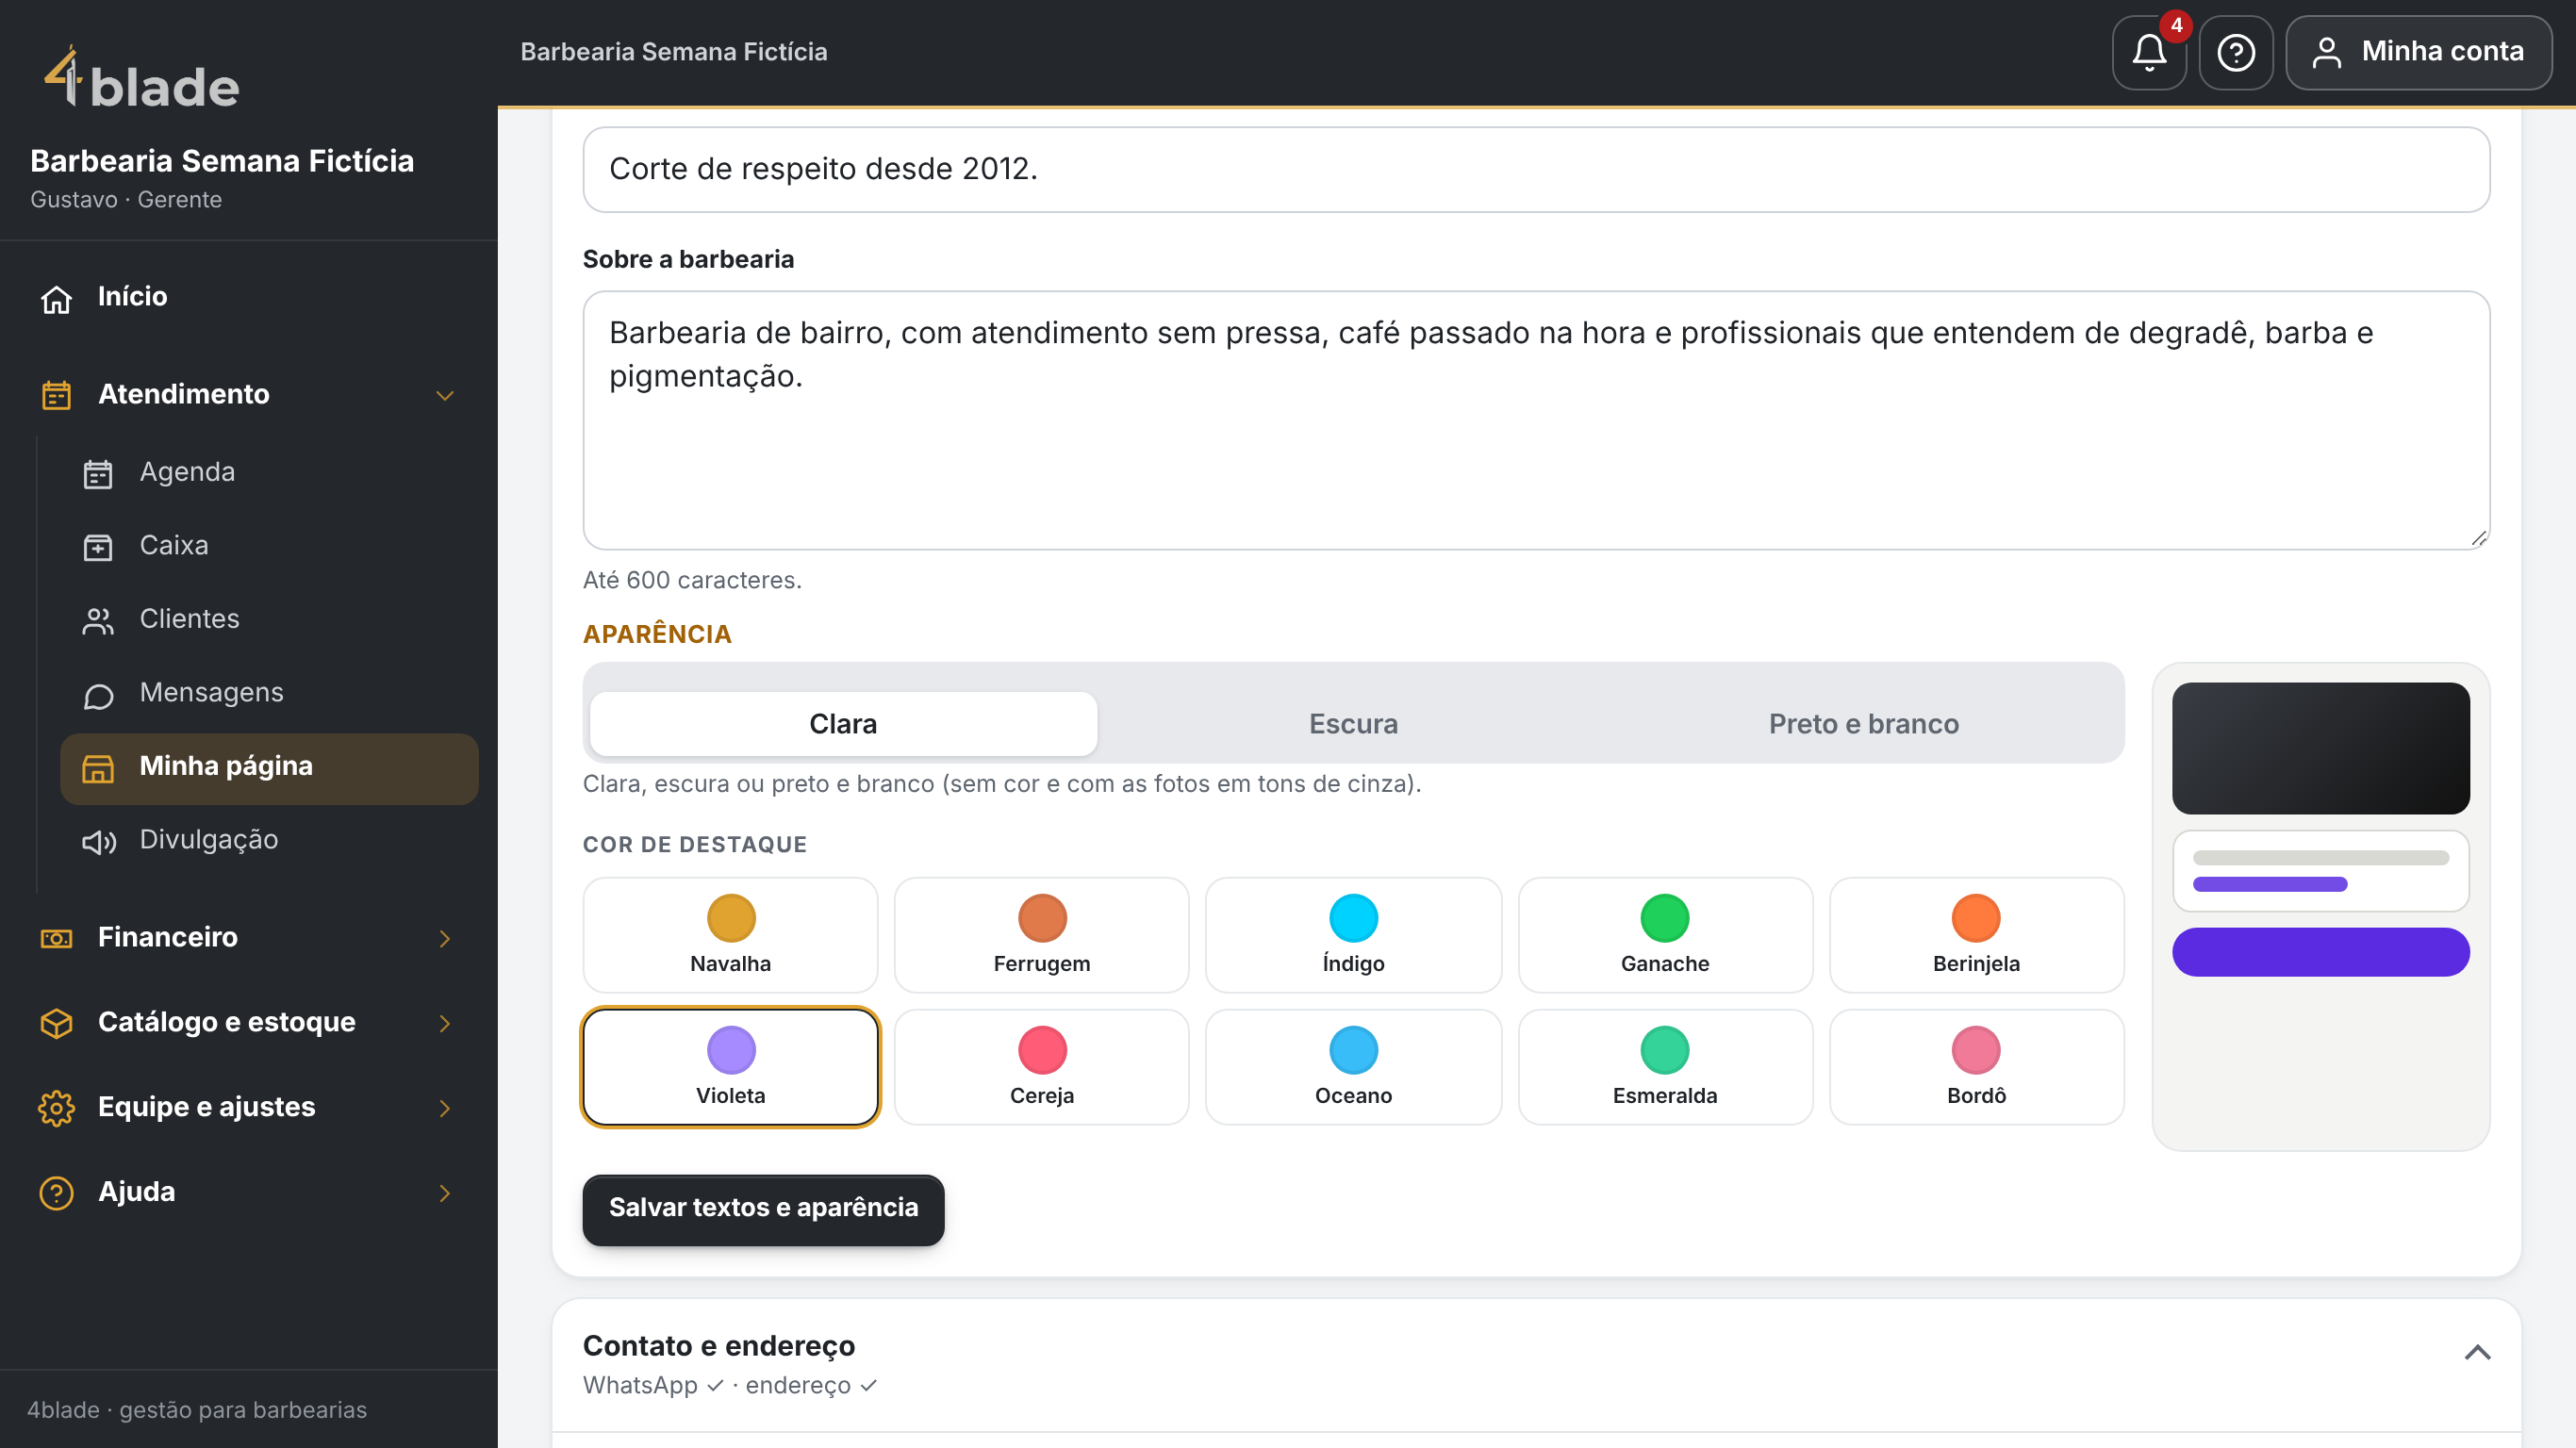 4blade
Barbearia Semana Fictícia
Gustavo · Gerente
Início
Atendimento
Agenda
Caixa
Clientes
Mensagens
Minha página
Divulgação
Financeiro
Catálogo e estoque
Equipe e ajustes
Ajuda
4blade · gestão para barbearias
Barbearia Semana Fictícia
4
Minha conta
Corte de respeito desde 2012.
Sobre a barbearia
Barbearia de bairro, com atendimento sem pressa, café passado na hora e profissionais que entendem de degradê, barba e
pigmentação.
Até 600 caracteres.
APARÊNCIA
Clara
Escura
Preto e branco
Clara, escura ou preto e branco (sem cor e com as fotos em tons de cinza).
COR DE DESTAQUE
Navalha
Ferrugem
Índigo
Ganache
Berinjela
Violeta
Cereja
Oceano
Esmeralda
Bordô
Salvar textos e aparência
Contato e endereço
WhatsApp ✓ · endereço ✓